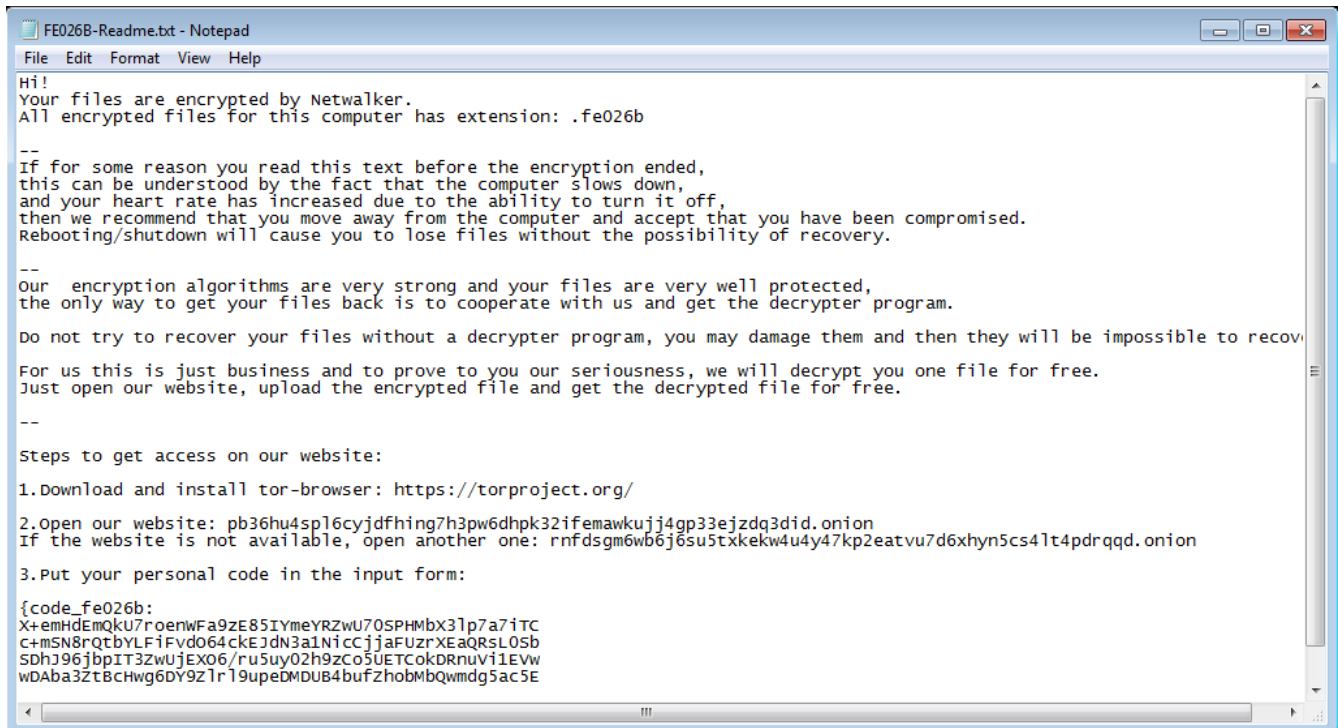 FE026B-Readme.txt - Notepad
File Edit Format View Help
Hi!
Your files are encrypted by Netwalker.
All encrypted files for this computer has extension: .fe026b
--
If for some reason you read this text before the encryption ended,
this can be understood by the fact that the computer slows down,
and your heart rate has increased due to the ability to turn it off,
then we recommend that you move away from the computer and accept that you have been compromised.
Rebooting/shutdown will cause you to lose files without the possibility of recovery.
--
Our  encryption algorithms are very strong and your files are very well protected,
the only way to get your files back is to cooperate with us and get the decrypter program.
Do not try to recover your files without a decrypter program, you may damage them and then they will be impossible to recov
For us this is just business and to prove to you our seriousness, we will decrypt you one file for free.
Just open our website, upload the encrypted file and get the decrypted file for free.
--
Steps to get access on our website:
1.Download and install tor-browser: https://torproject.org/
2.Open our website: pb36hu4spl6cyjdfhing7h3pw6dhpk32ifemawkujj4gp33ejzdq3did.onion
If the website is not available, open another one: rnfdsgm6wb6j6su5txkekw4u4y47kp2eatvu7d6xhyn5cs4lt4pdrqqd.onion
3.Put your personal code in the input form:
{code_fe026b:
X+emHdEmQkU7roenWFa9zE85IYmeYRZwU7OSPHMbX3lp7a7iTC
c+mSN8rQtbYLFiFvdO64ckEJdN3a1NicCjjaFUzrXEaQRsL0Sb
SDhJ96jbpIT3ZwUjEXO6/ru5uy02h9zCo5UETCokDRnuVi1EVw
wDAba3ZtBcHwg6DY9Zlrl9upeDMDUB4bufZhobMbQwmdg5ac5E